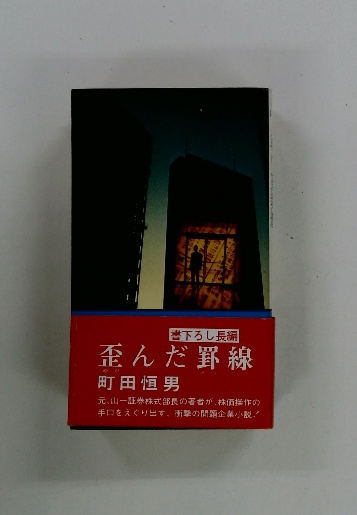 書下ろし長編
歪んだ罫線
町田恒男
元、山一証券株式部長の著者が、株価操作の
手口をえぐり出す、衝撃の問題企業小説！